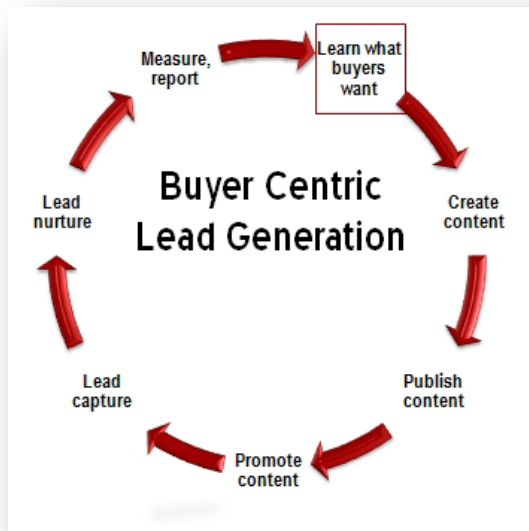 Buyer Centric
Lead Generation
Learn what
buyers
want
Create
content
Publish
content
Promote
content
Lead
capture
Lead
nurture
Measure,
report